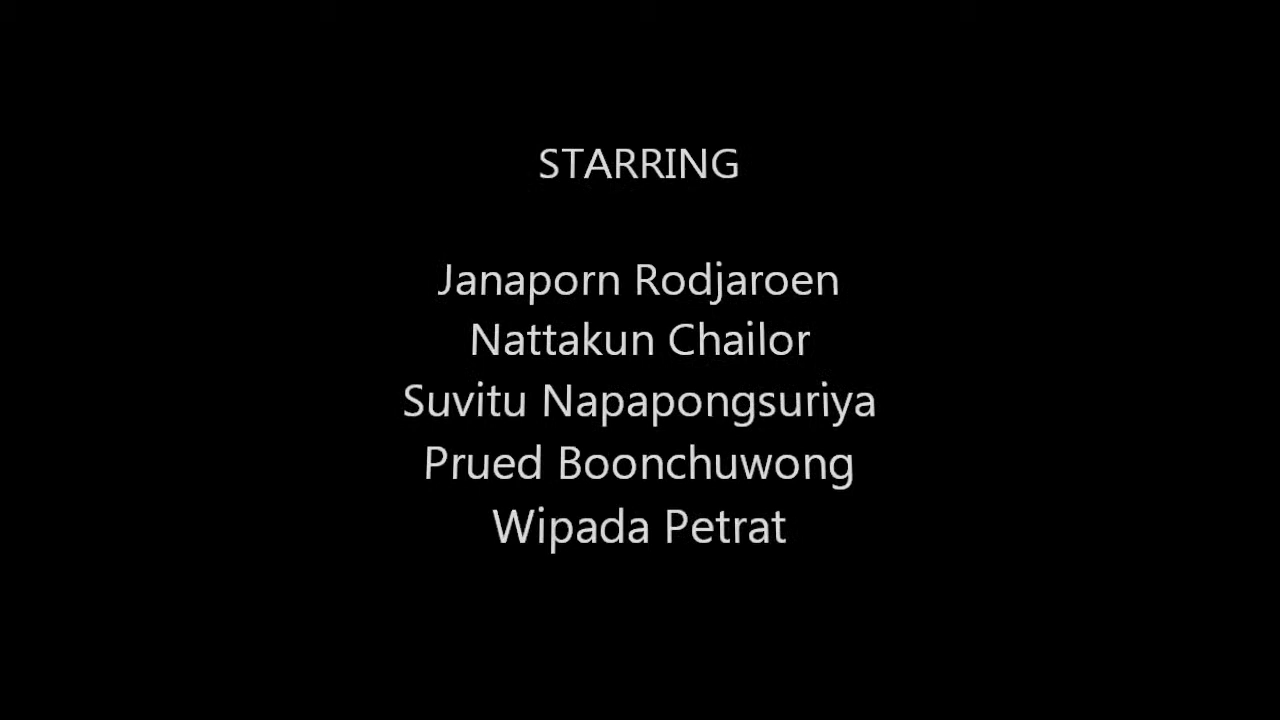 STARRING
Janaporn Rodjaroen
Nattakun Chailor
Suvitu Napapongsuriya
Prued Boonchuwong
Wipada Petrat